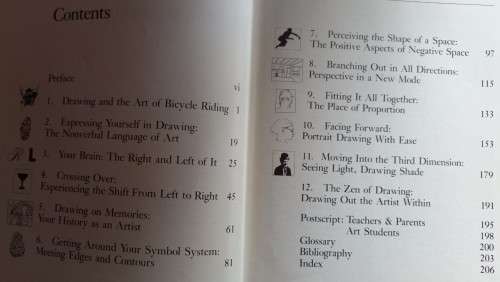 Contents
Preface vi
1. Drawing and the Art of Bicycle Riding 1
2. Expressing Yourself in Drawing:
The Nonverbal Language of Art 19
3. Your Brain: The Right and Left of It 25
4. Crossing Over:
Experiencing the Shift From Left to Right 45
5. Drawing on Memories:
Your History as an Artist 61
6. Getting Around Your Symbol System:
Meeting Edges and Contours 81
7. Perceiving the Shape of a Space:
The Positive Aspects of Negative Space 97
8. Branching Out in All Directions:
Perspective in a New Mode 115
9. Fitting It All Together:
The Place of Proportion 133
10. Facing Forward:
Portrait Drawing With Ease 153
11. Moving Into the Third Dimension:
Seeing Light, Drawing Shade 179
12. The Zen of Drawing:
Drawing Out the Artist Within 191
Postscript: Teachers & Parents 195
Art Students 198
Glossary 200
Bibliography 203
Index 206